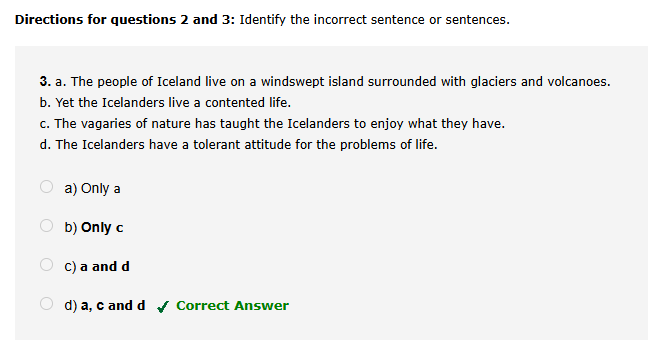 Directions for questions 2 and 3: Identify the incorrect sentence or sentences.
3. a. The people of Iceland live on a windswept island surrounded with glaciers and volcanoes.
b. Yet the Icelanders live a contented life.
c. The vagaries of nature has taught the Icelanders to enjoy what they have.
d. The Icelanders have a tolerant attitude for the problems of life.
a) Only a
b) Only c
c) a and d
d) a, c and d ✓ Correct Answer